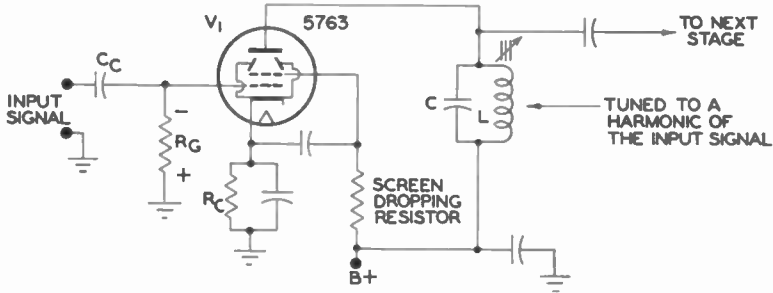 V1
5763
TO NEXT
STAGE
CC
INPUT
SIGNAL
−
RG
+
C
L
TUNED TO A
HARMONIC OF
THE INPUT SIGNAL
RC
SCREEN
DROPPING
RESISTOR
B+